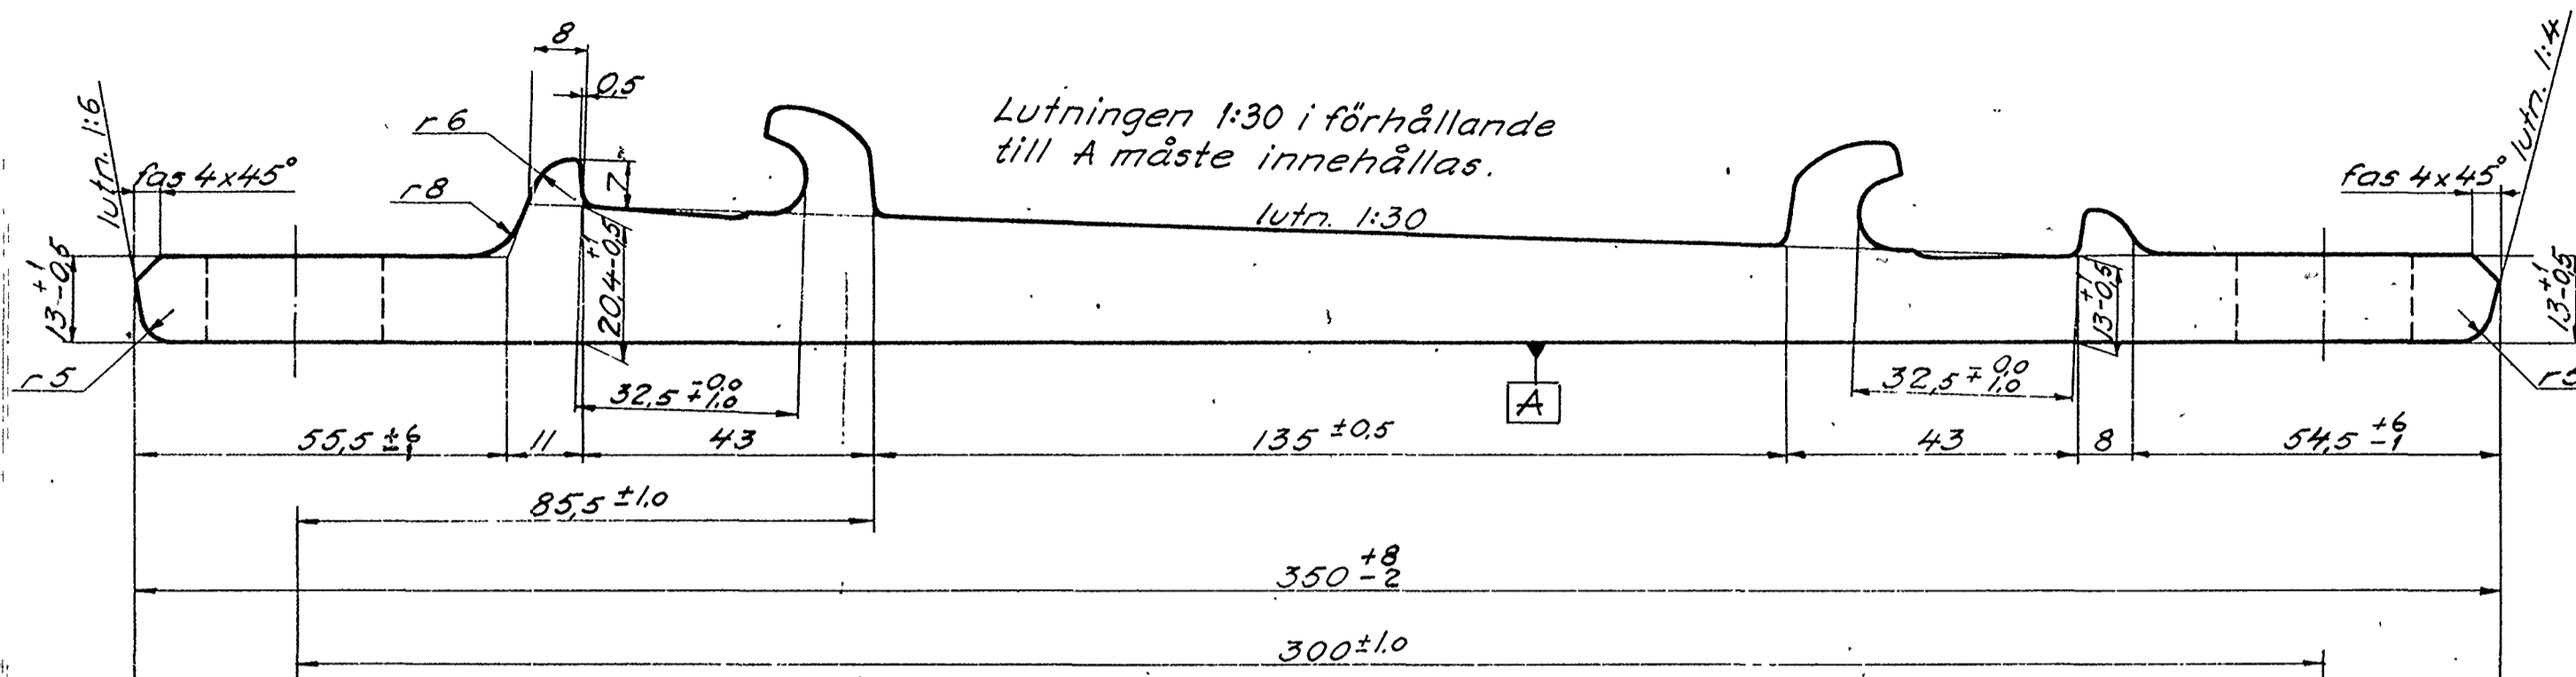 8
0,5
lutn. 1:6
r 6
Lutningen 1:30 i förhållande
till A måste innehållas.
lutn. 1:4
fas 4x45°
7
fas 4x45°
r 8
lutn. 1:30
13 +1 -0,5
20,4 +1 -0,5
13 +1 -0,5
13 +1 -0,5
r 5
32,5 -0,0 +1,0
A
32,5 -0,0 +1,0
r 5
55,5 +6 -1
11
43
135 ±0,5
43
8
54,5 +6 -1
85,5 ±1,0
350 +8 -2
300 ±1,0